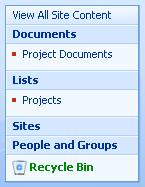 View All Site Content
Documents
Project Documents
Lists
Projects
Sites
People and Groups
Recycle Bin